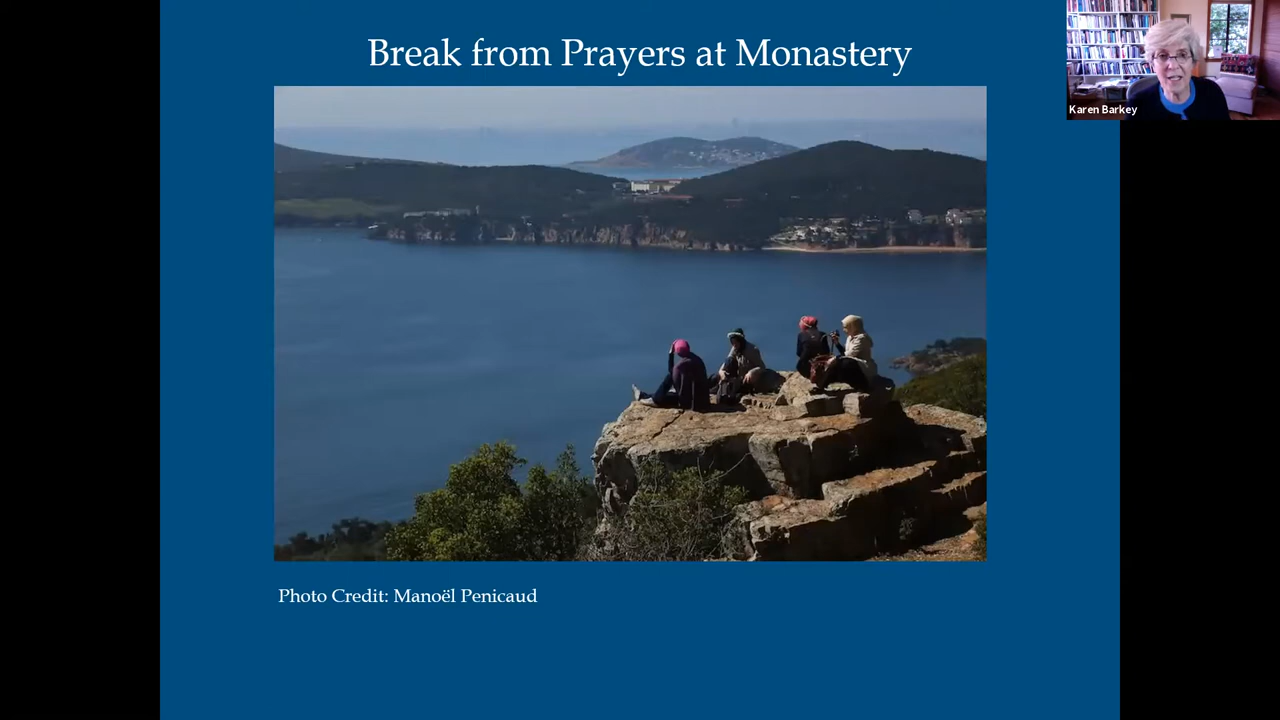 Break from Prayers at Monastery
Karen Barkey
Photo Credit: Manoël Penicaud